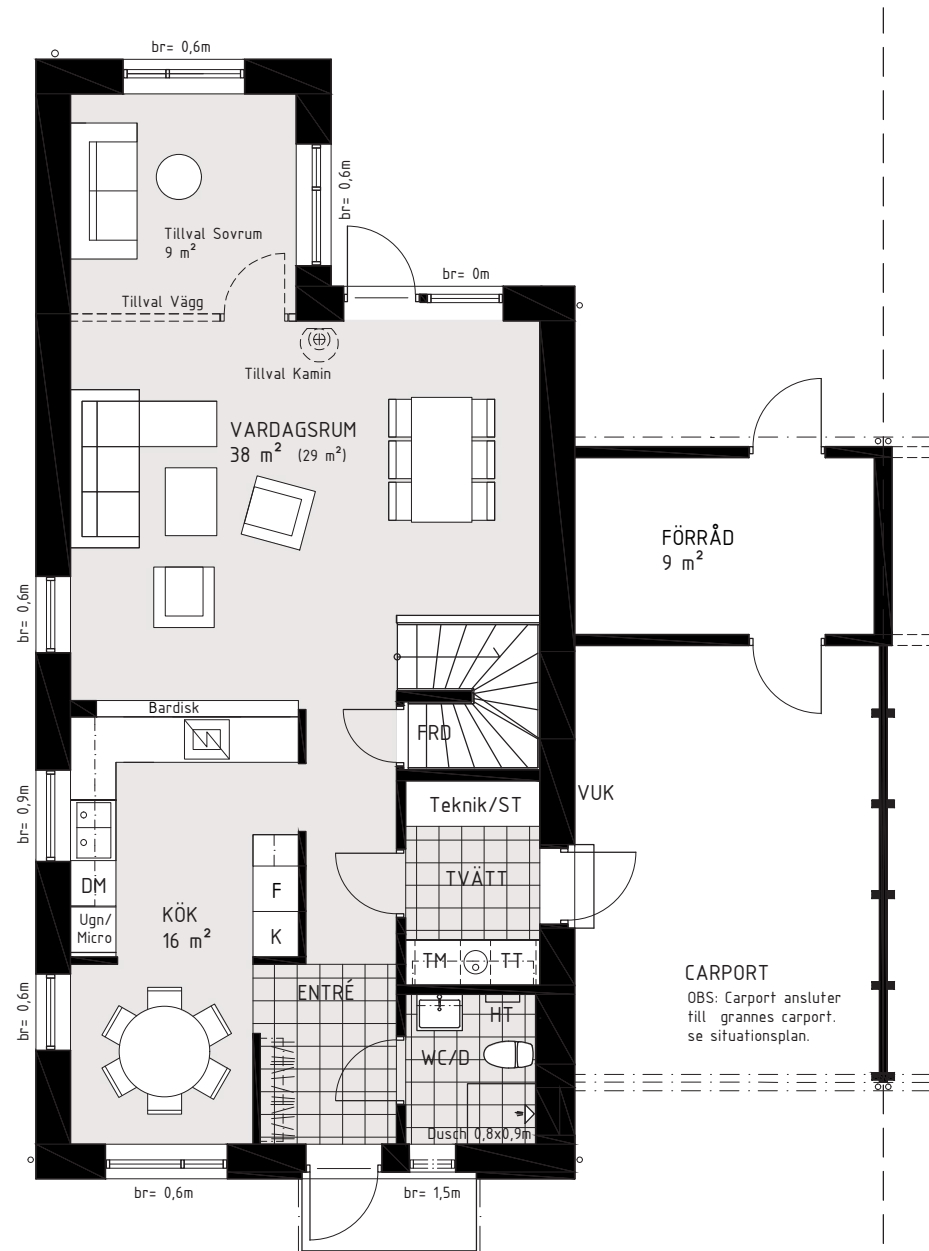 br= 0,6m
br= 0,6m
Tillval Sovrum
9 m²
br= 0m
Tillval Vägg
Tillval Kamin
VARDAGSRUM
38 m² (29 m²)
FÖRRÅD
9 m²
br= 0,6m
Bardisk
FRD
VUK
Teknik/ST
br= 0,9m
TVÄTT
DM
F
KÖK
16 m²
Ugn/
Micro
K
TM
TT
CARPORT
OBS: Carport ansluter
till grannes carport.
se situationsplan.
ENTRÉ
br= 0,6m
HT
WC/D
Dusch 0,8x0,9m
br= 0,6m
br= 1,5m